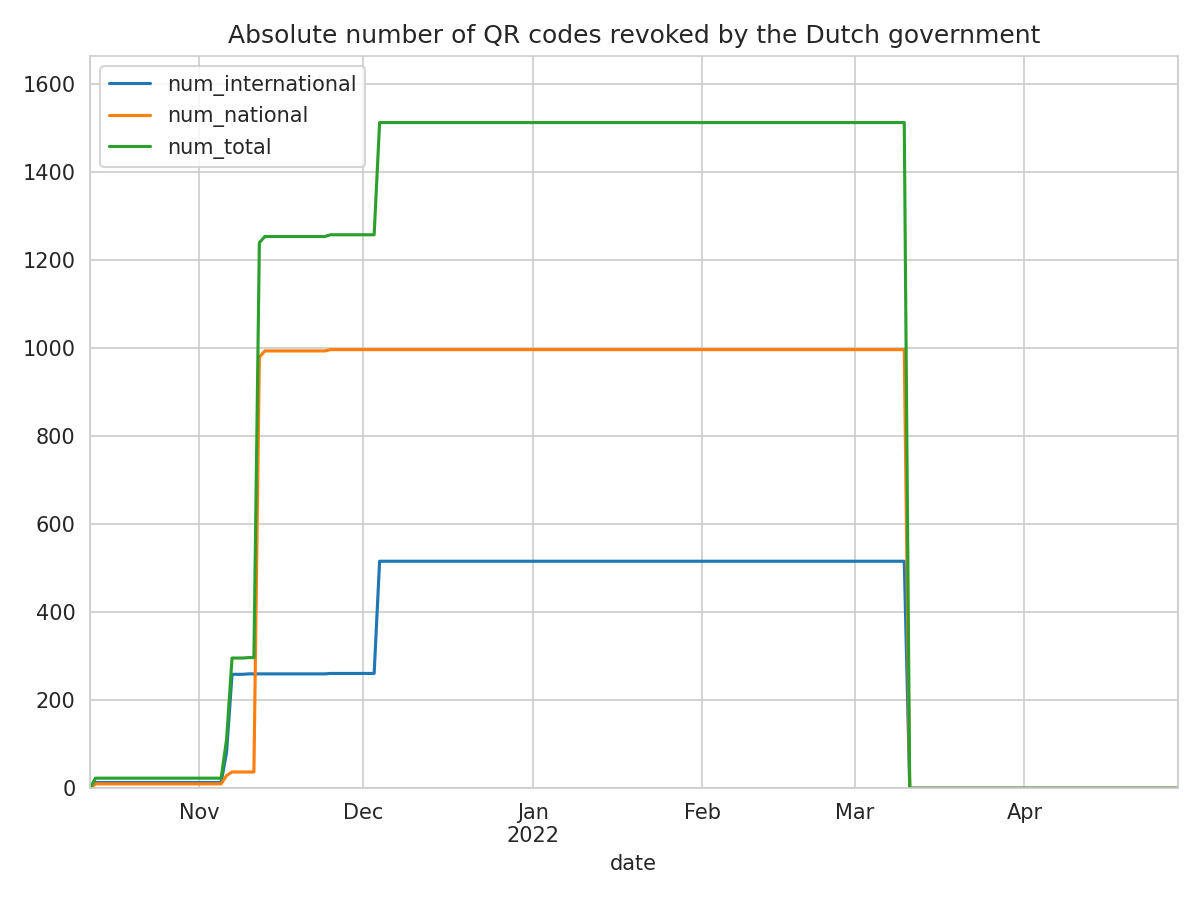 Absolute number of QR codes revoked by the Dutch government
num_international
num_national
num_total
1600
1400
1200
1000
800
600
400
200
0
Nov Dec Jan Feb Mar Apr
2022
date